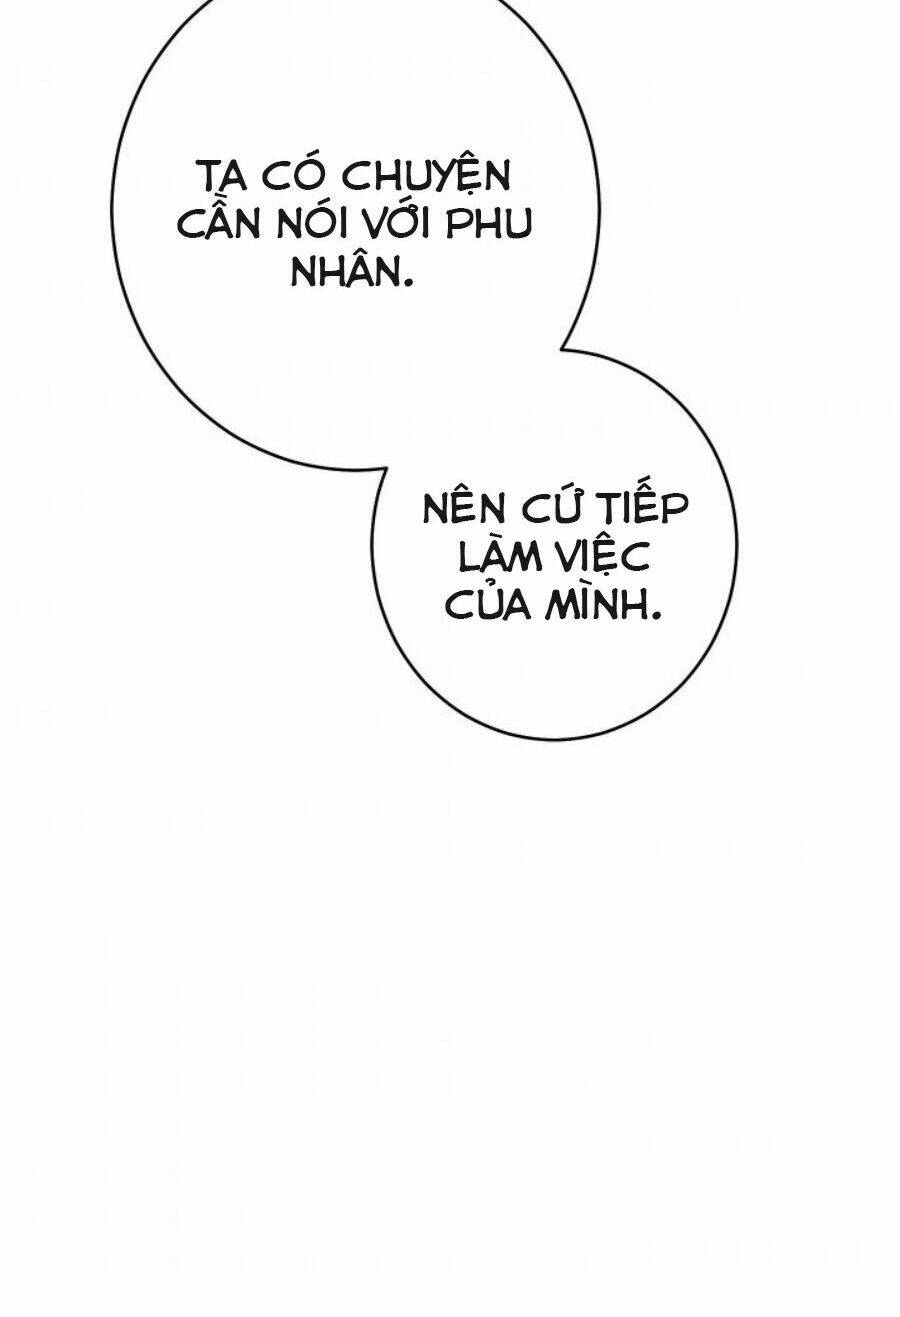 TA CÓ CHUYỆN
CẦN NÓI VỚI PHU
NHÂN.
NÊN CỨ TIẾP
LÀM VIỆC
CỦA MÌNH.